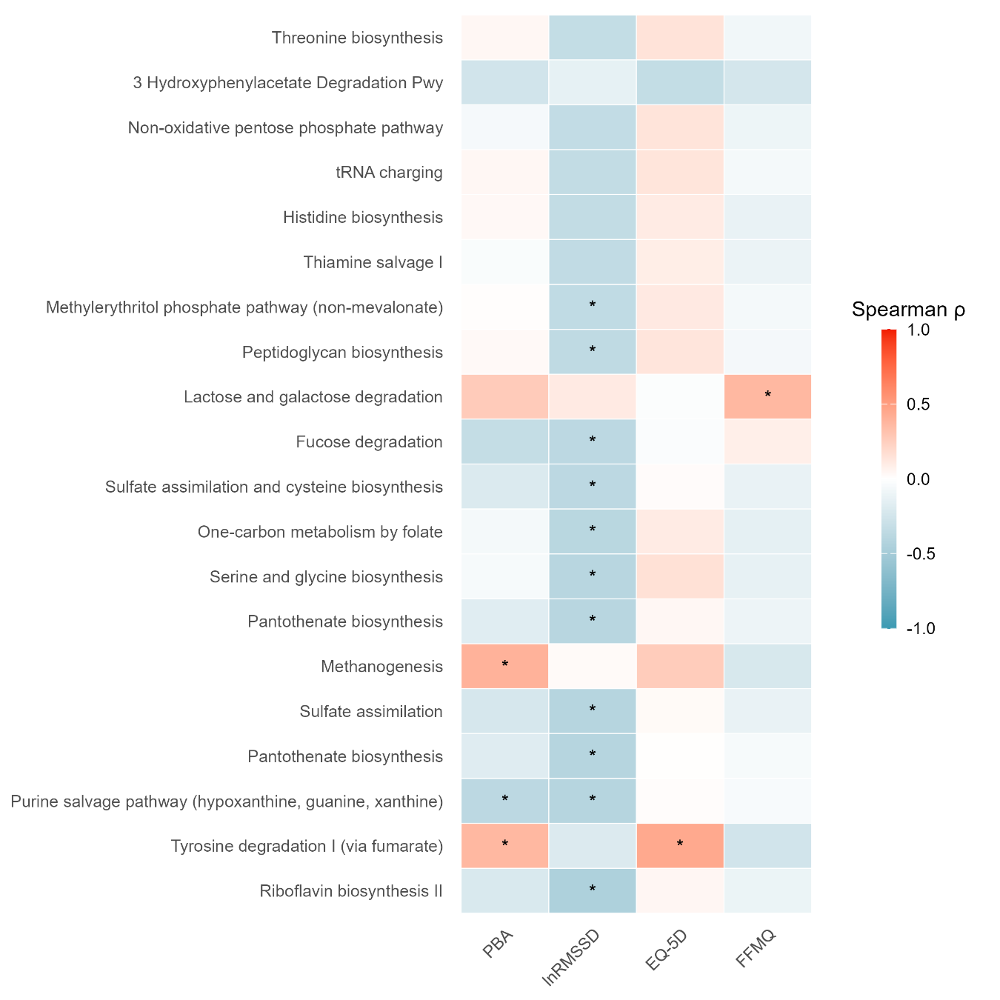 Threonine biosynthesis
3 Hydroxyphenylacetate Degradation Pwy
Non-oxidative pentose phosphate pathway
tRNA charging
Histidine biosynthesis
Thiamine salvage I
Methylerythritol phosphate pathway (non-mevalonate) *
Peptidoglycan biosynthesis *
Lactose and galactose degradation *
Fucose degradation *
Sulfate assimilation and cysteine biosynthesis *
One-carbon metabolism by folate *
Serine and glycine biosynthesis *
Pantothenate biosynthesis *
Methanogenesis *
Sulfate assimilation *
Pantothenate biosynthesis *
Purine salvage pathway (hypoxanthine, guanine, xanthine) * *
Tyrosine degradation I (via fumarate) * *
Riboflavin biosynthesis II *
PBA
lnRMSSD
EQ-5D
FFMQ
Spearman ρ
1.0
0.5
0.0
-0.5
-1.0